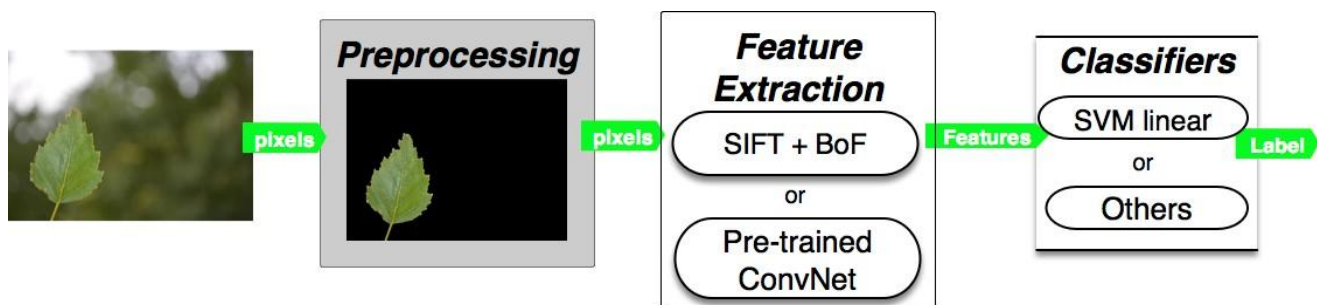 pixels
Preprocessing
pixels
Feature
Extraction
SIFT + BoF
or
Pre-trained
ConvNet
Features
Classifiers
SVM linear
or
Others
Label